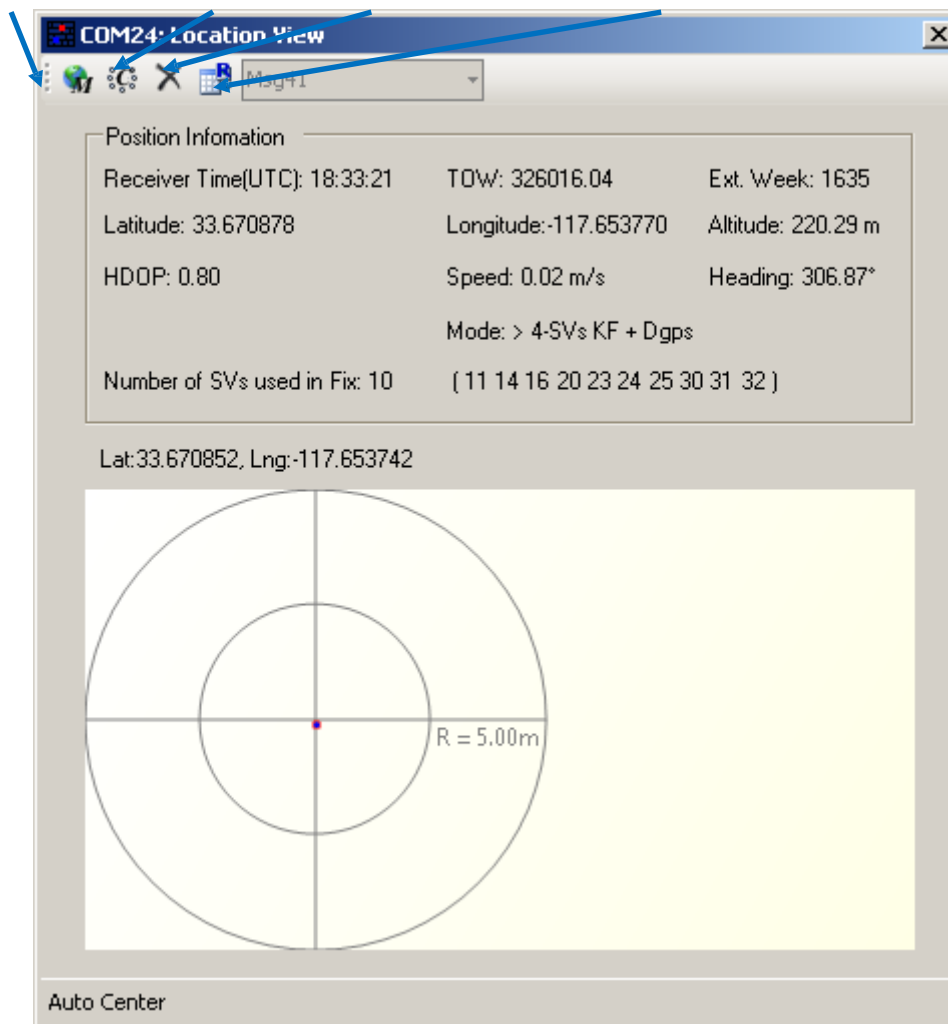 COM24: Location View
M C R Msg41
Position Infomation
Receiver Time(UTC): 18:33:21 TOW: 326016.04 Ext. Week: 1635
Latitude: 33.670878 Longitude:-117.653770 Altitude: 220.29 m
HDOP: 0.80 Speed: 0.02 m/s Heading: 306.87°
Mode: > 4-SVs KF + Dgps
Number of SVs used in Fix: 10 ( 11 14 16 20 23 24 25 30 31 32 )
Lat:33.670852, Lng:-117.653742
R = 5.00m
Auto Center